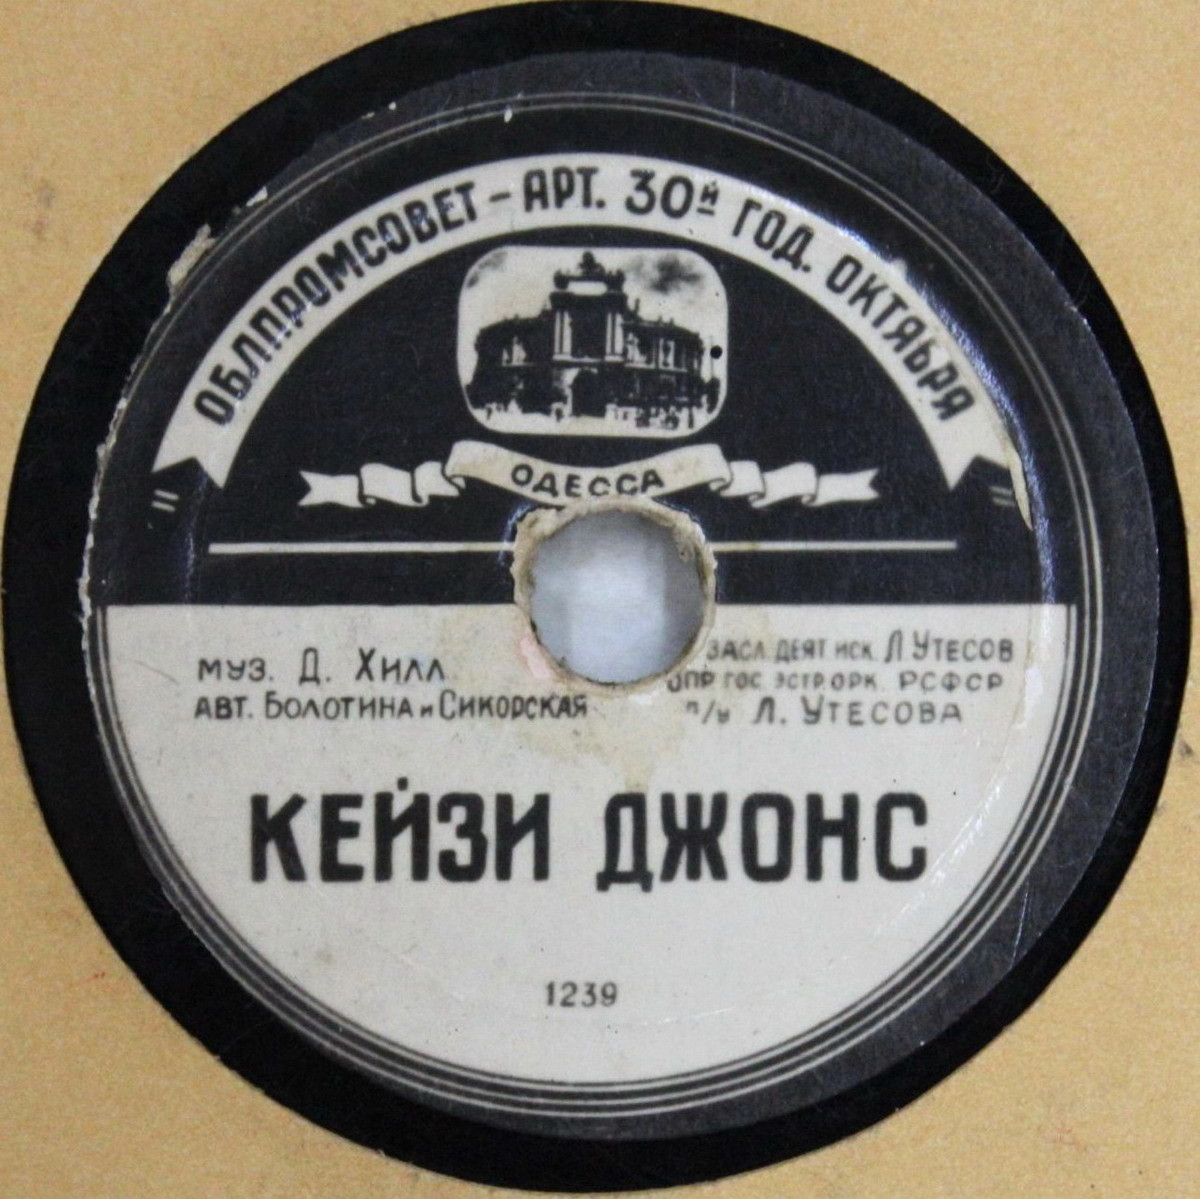 ОБЛПРОМСОВЕТ – АРТ. 30й ГОД. ОКТЯБРЯ
ОДЕССА
МУЗ. Д. ХИЛЛ
АВТ. БОЛОТИНА и СИКОРСКАЯ
ЗАСЛ ДЕЯТ ИСК. Л УТЕСОВ
ОПР ГОС ЭСТР ОРК. РСФСР
п/у Л. УТЕСОВА
КЕЙЗИ ДЖОНС
1239